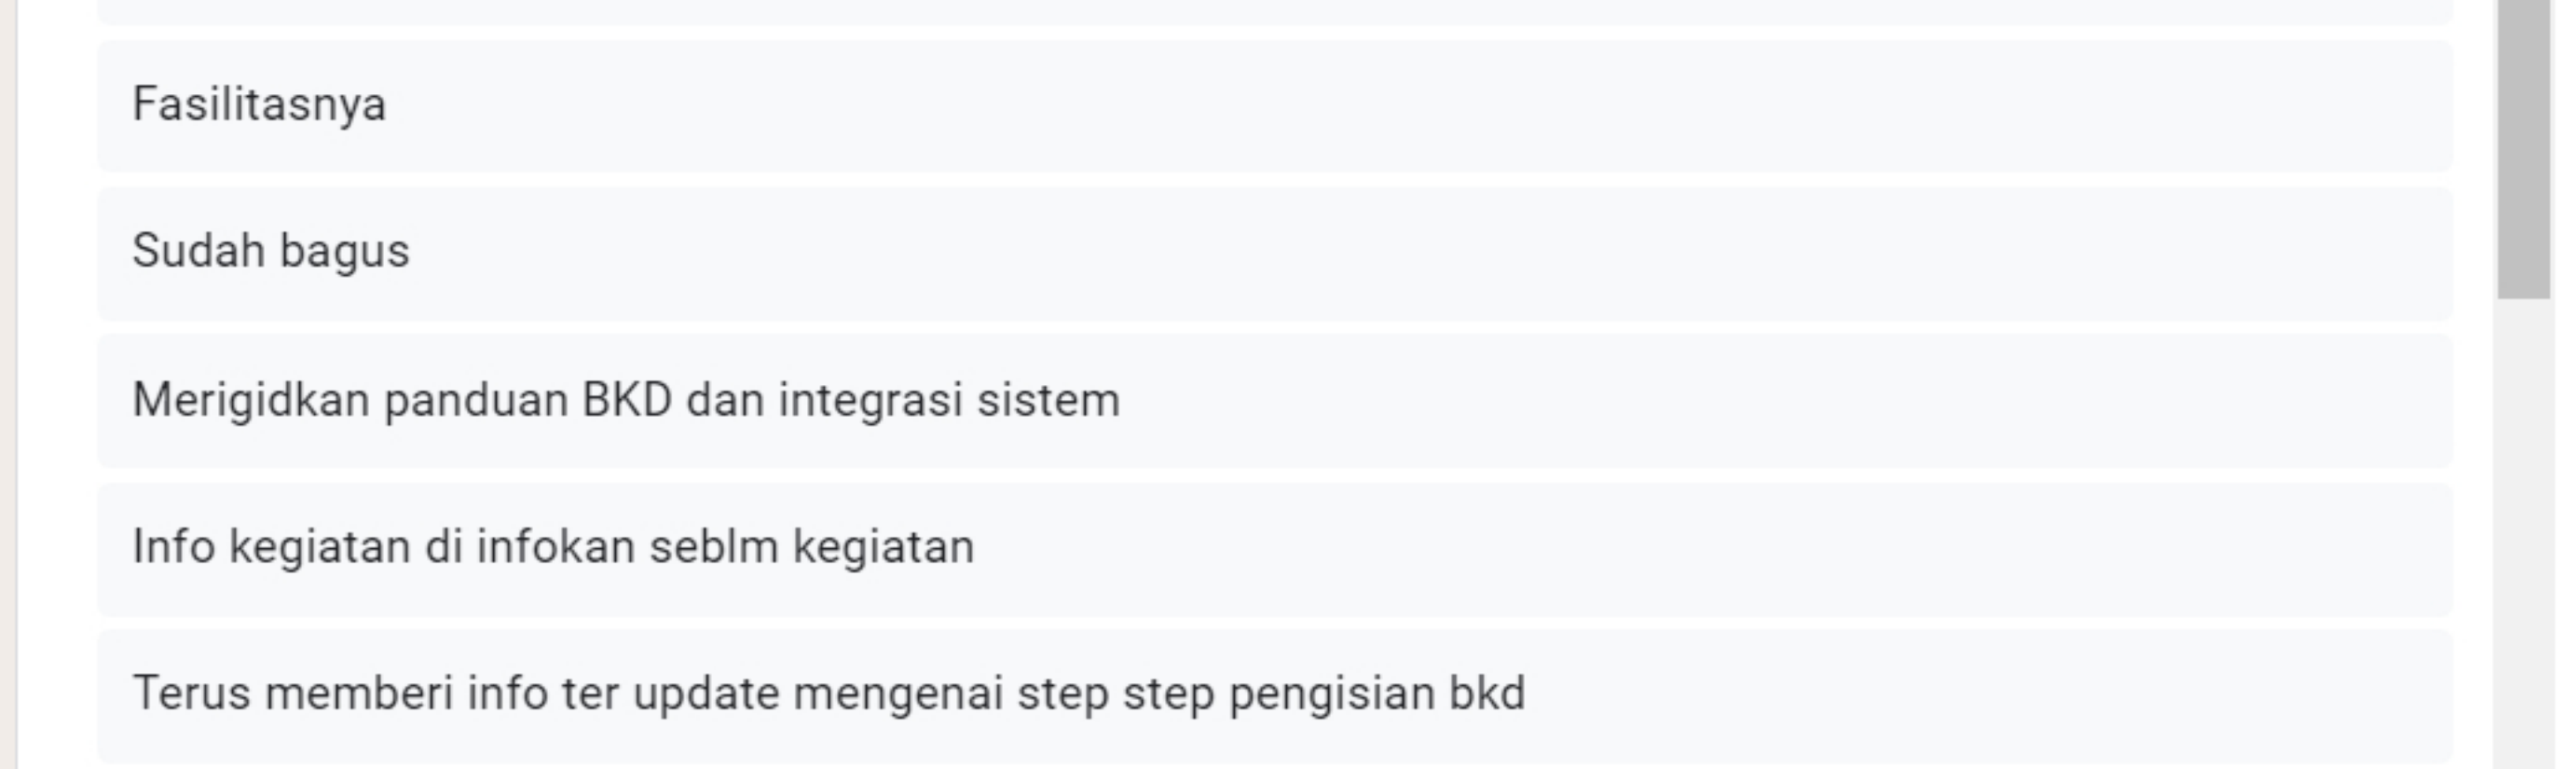 Fasilitasnya
Sudah bagus
Merigidkan panduan BKD dan integrasi sistem
Info kegiatan di infokan seblm kegiatan
Terus memberi info ter update mengenai step step pengisian bkd